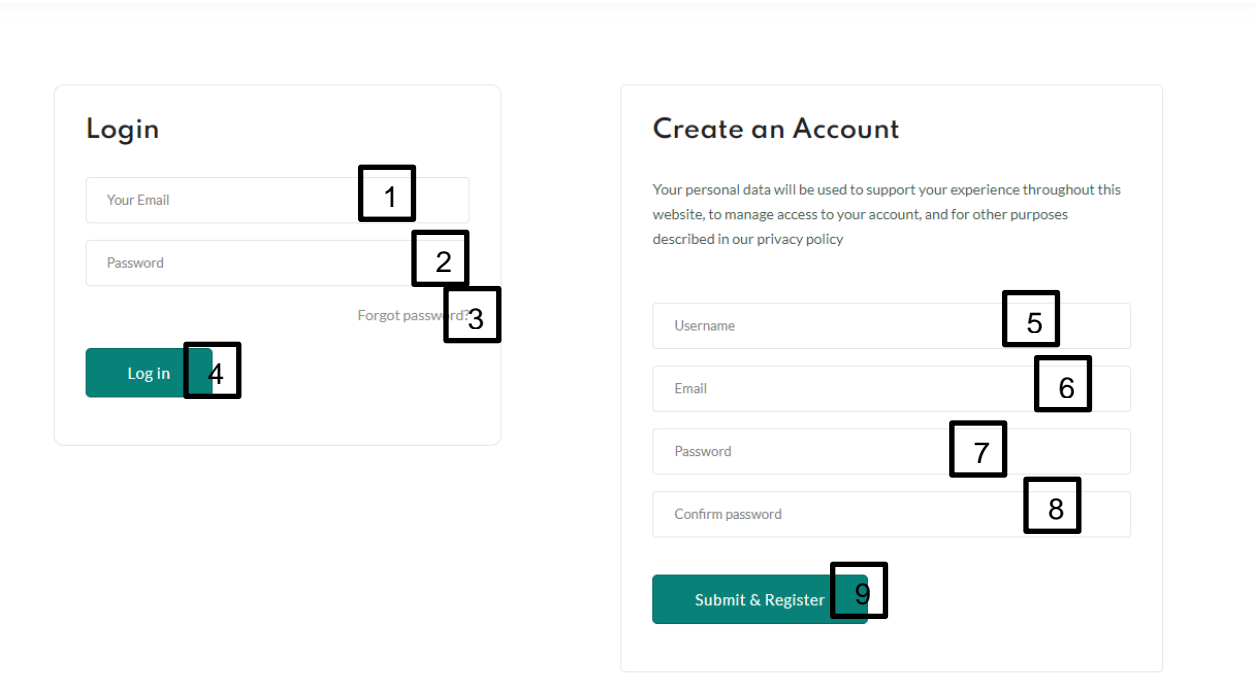 Login
Your Email
1
Password
2
Forgot password?
3
Log in
4
Create an Account
Your personal data will be used to support your experience throughout this
website, to manage access to your account, and for other purposes
described in our privacy policy
Username
5
Email
6
Password
7
Confirm password
8
Submit & Register
9